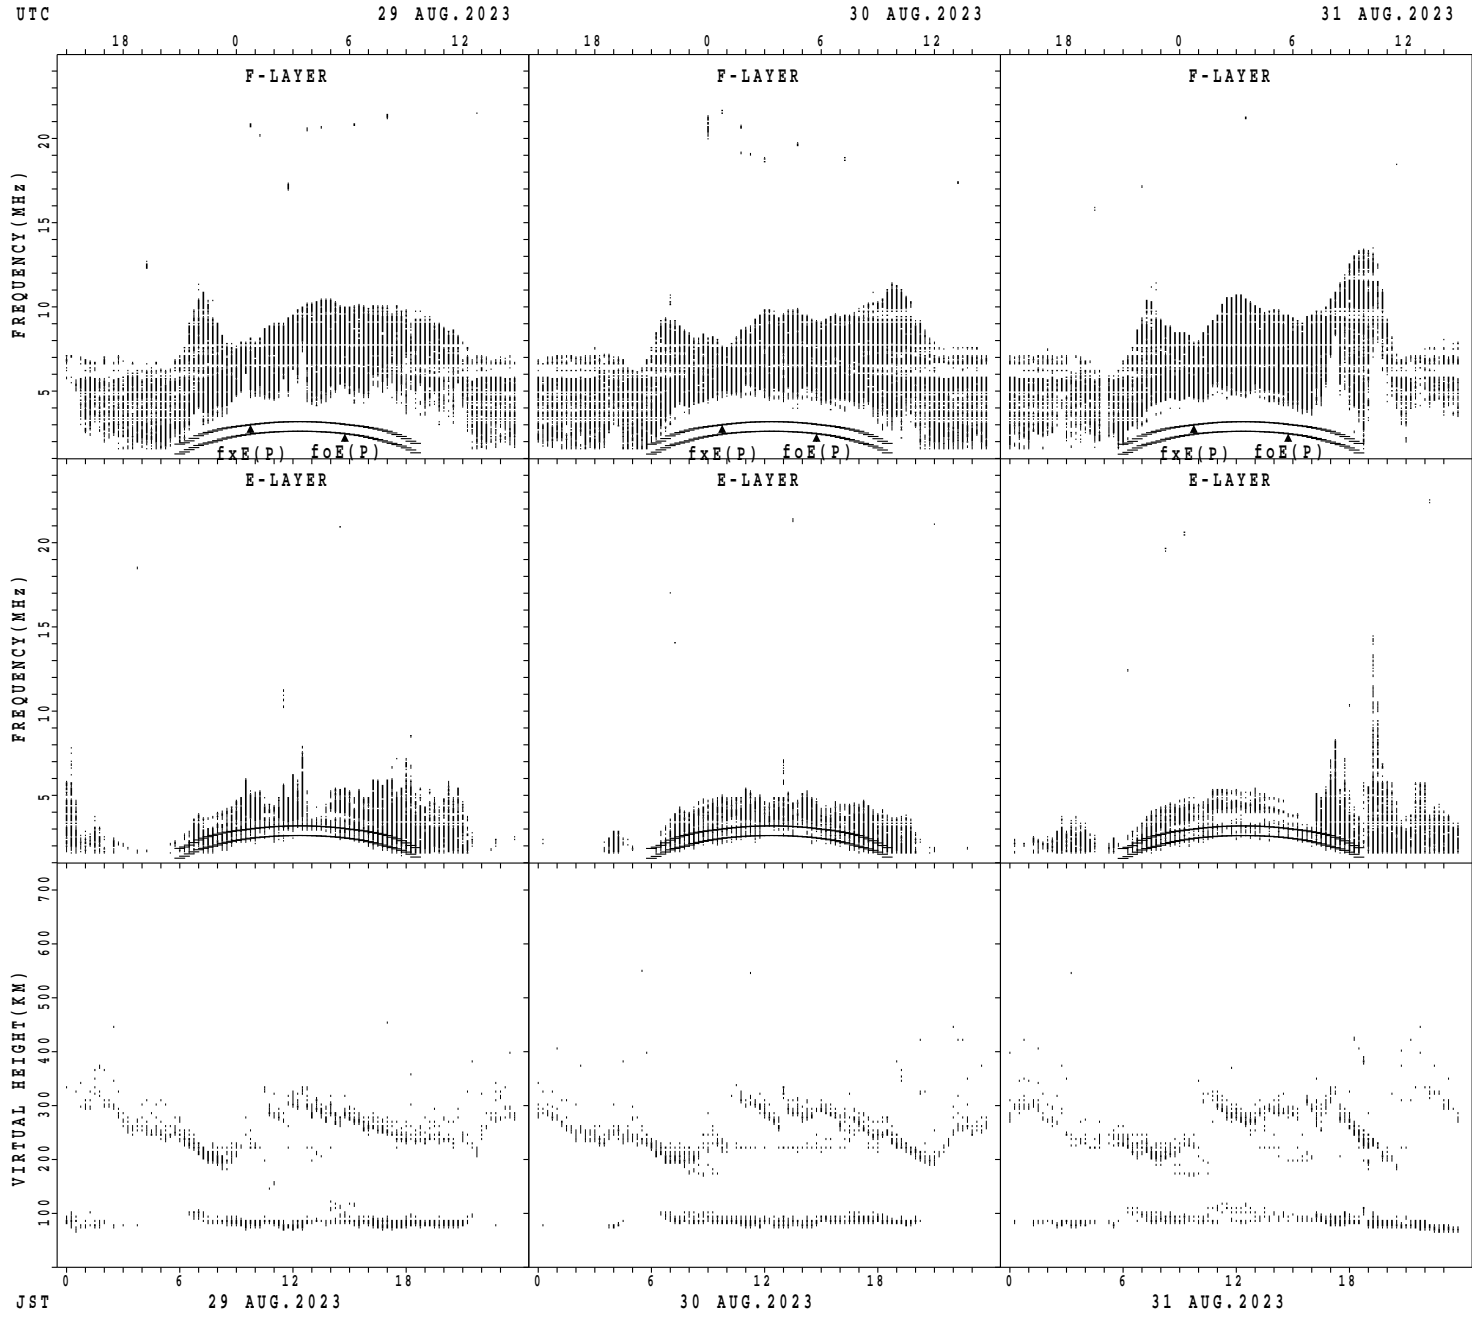 UTC 29 AUG.2023 30 AUG.2023 31 AUG.2023
18 0 6 12 18 0 6 12 18 0 6 12
F-LAYER F-LAYER F-LAYER
FREQUENCY(MHz)
20
15
10
5
fxE(P) foE(P) fxE(P) foE(P) fxE(P) foE(P)
E-LAYER E-LAYER E-LAYER
FREQUENCY(MHz)
20
15
10
5
VIRTUAL HEIGHT(KM)
700
600
500
400
300
200
100
0 6 12 18 0 6 12 18 0 6 12 18
JST 29 AUG.2023 30 AUG.2023 31 AUG.2023